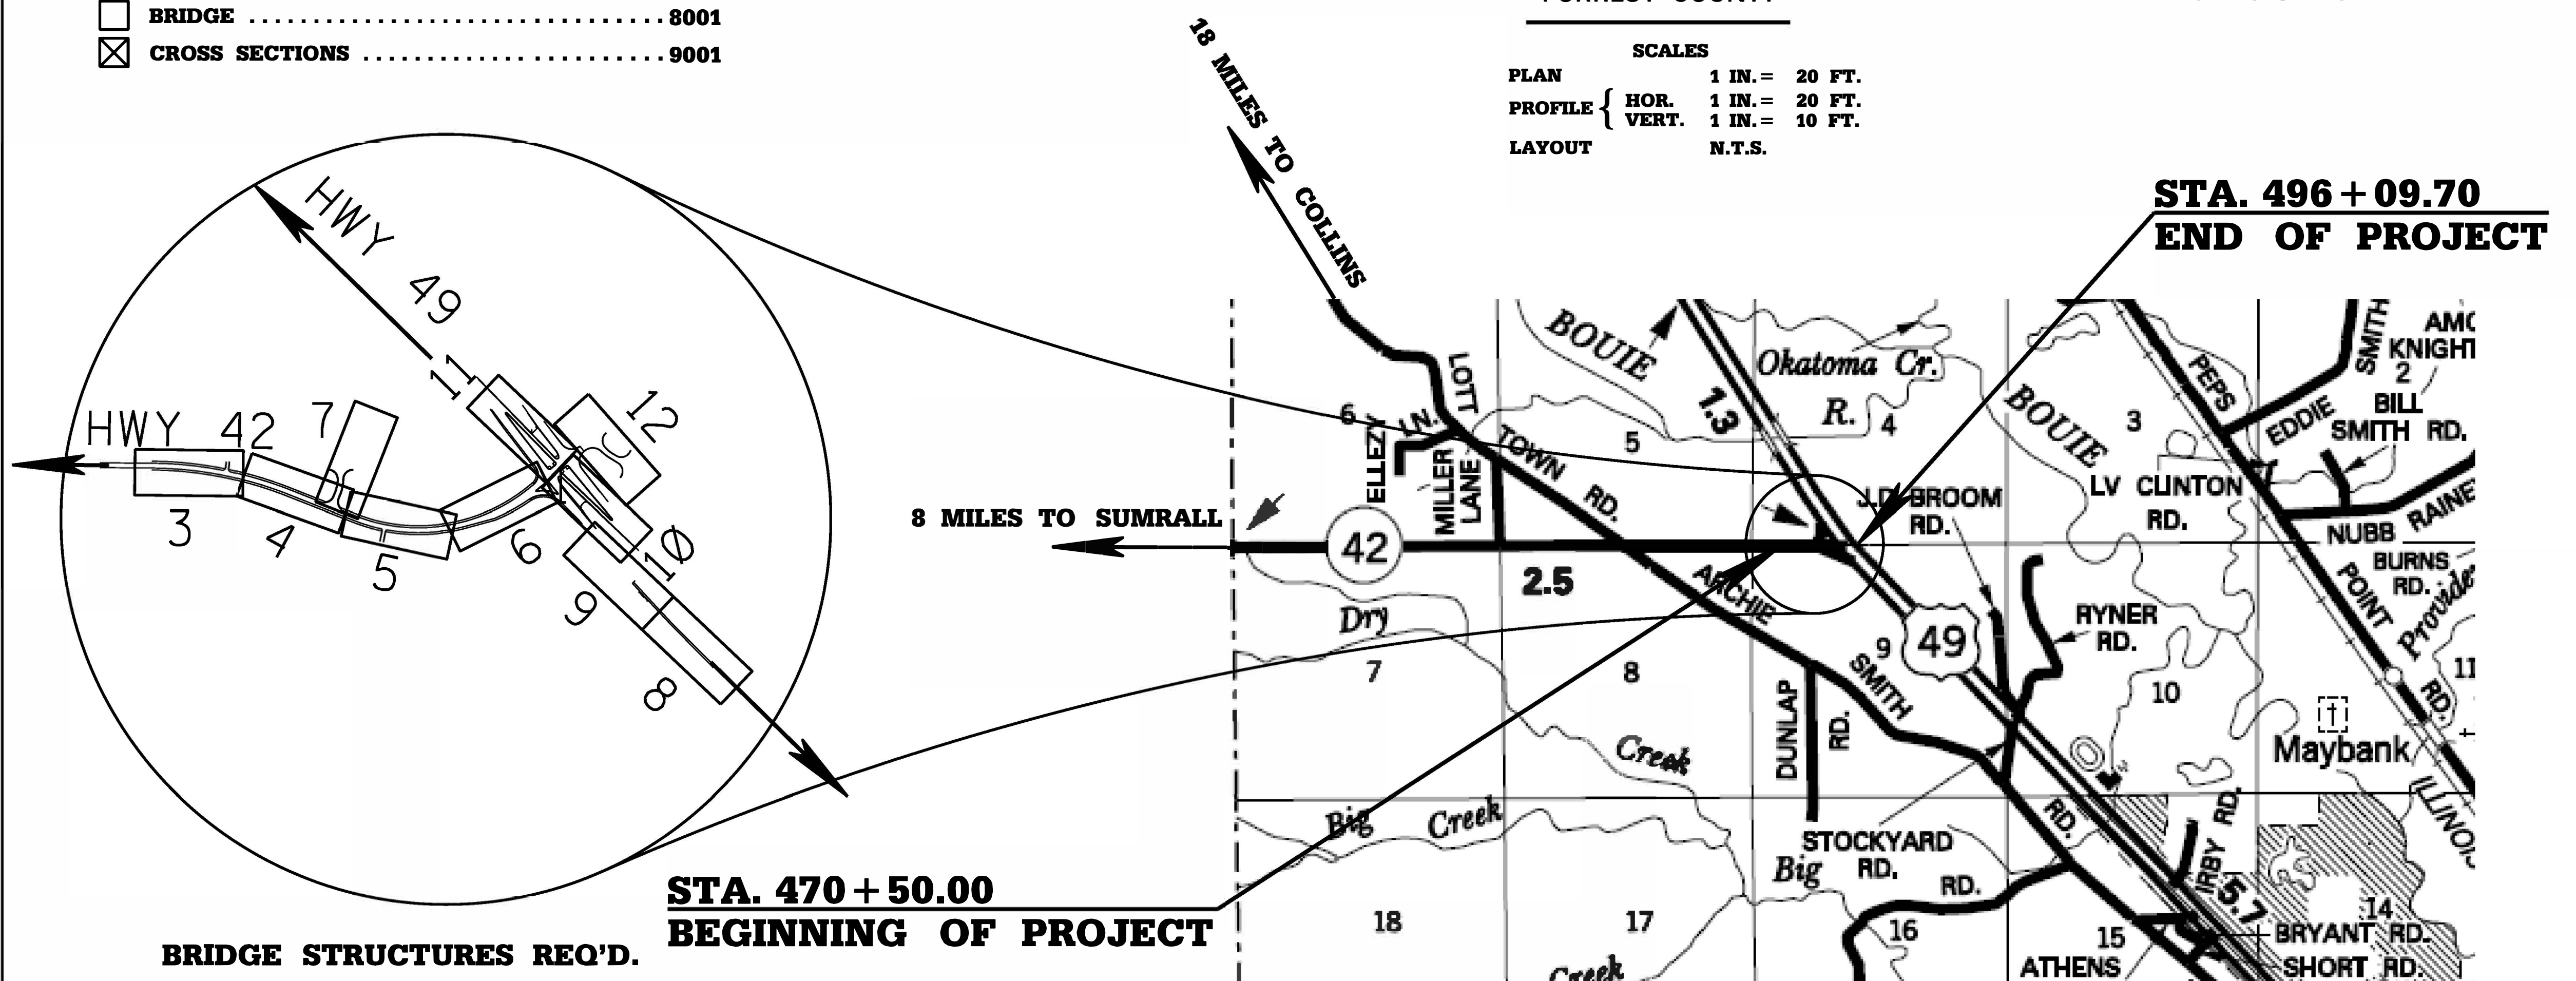 BRIDGE ........................ 8001
CROSS SECTIONS ........................ 9001
SCALES
PLAN 1 IN.= 20 FT.
PROFILE { HOR. 1 IN.= 20 FT.
VERT. 1 IN.= 10 FT.
LAYOUT N.T.S.
18 MILES TO COLLINS
STA. 496+09.70
END OF PROJECT
HWY 49
HWY 42
11
12
7
3
4
5
6
10
9
8
8 MILES TO SUMRALL
STA. 470+50.00
BEGINNING OF PROJECT
BRIDGE STRUCTURES REQ'D.
LOTT
TOWN RD.
6
ELLEZY LN.
MILLER LANE
5
BOUIE
1.3
Okatoma Cr.
R.
4
BOUIE
3
PEPS
SMITH
EDDIE
KNIGHT
2
BILL
SMITH RD.
LV CLINTON
RD.
NUBB
BURNS
RD.
POINT
RD.
J.D. BROOM
RD.
42
2.5
ARCHIE
SMITH
RD.
49
9
RYNER
RD.
10
11
Dry
Creek
7
8
DUNLAP
RD.
Maybank
Big Creek
STOCKYARD
RD.
Big
RD.
IRBY RD.
5.7
14
BRYANT RD.
SHORT RD.
18
17
16
15
ATHENS
Creek